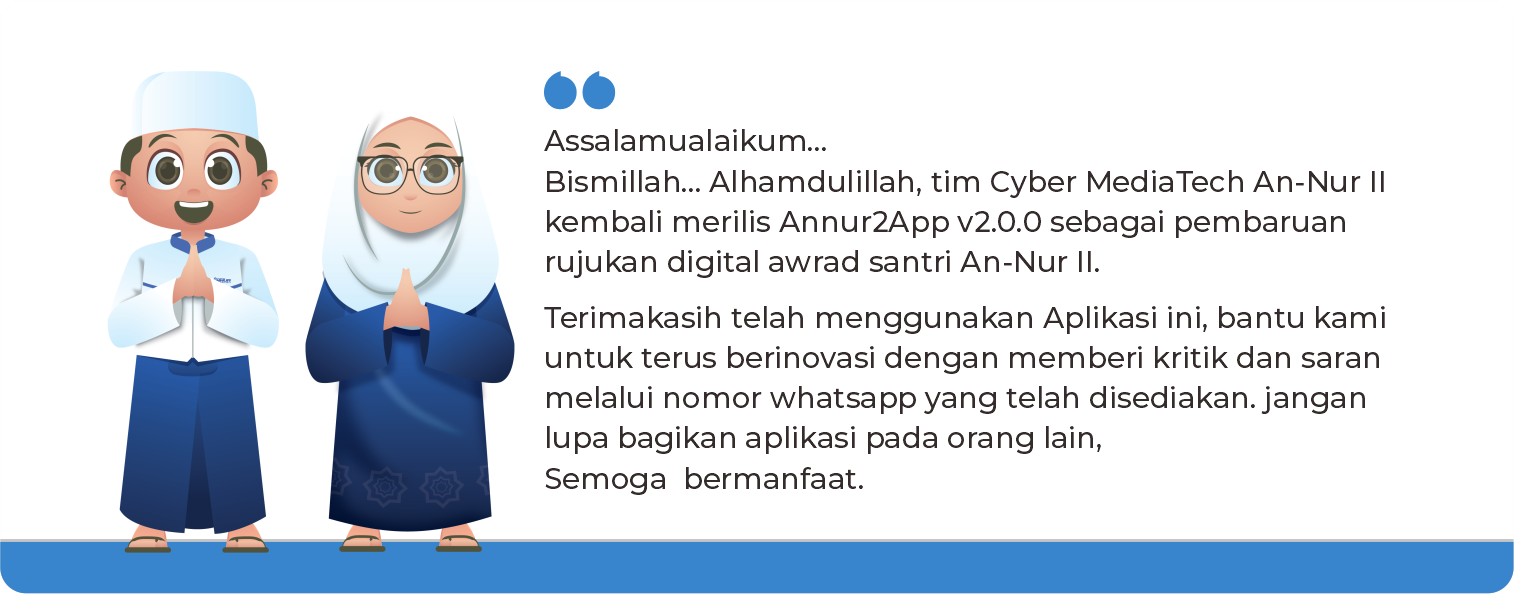 Assalamualaikum...
Bismillah... Alhamdulillah, tim Cyber MediaTech An-Nur II
kembali merilis Annur2App v2.0.0 sebagai pembaruan
rujukan digital awrad santri An-Nur II.
Terimakasih telah menggunakan Aplikasi ini, bantu kami
untuk terus berinovasi dengan memberi kritik dan saran
melalui nomor whatsapp yang telah disediakan. jangan
lupa bagikan aplikasi pada orang lain,
Semoga  bermanfaat.